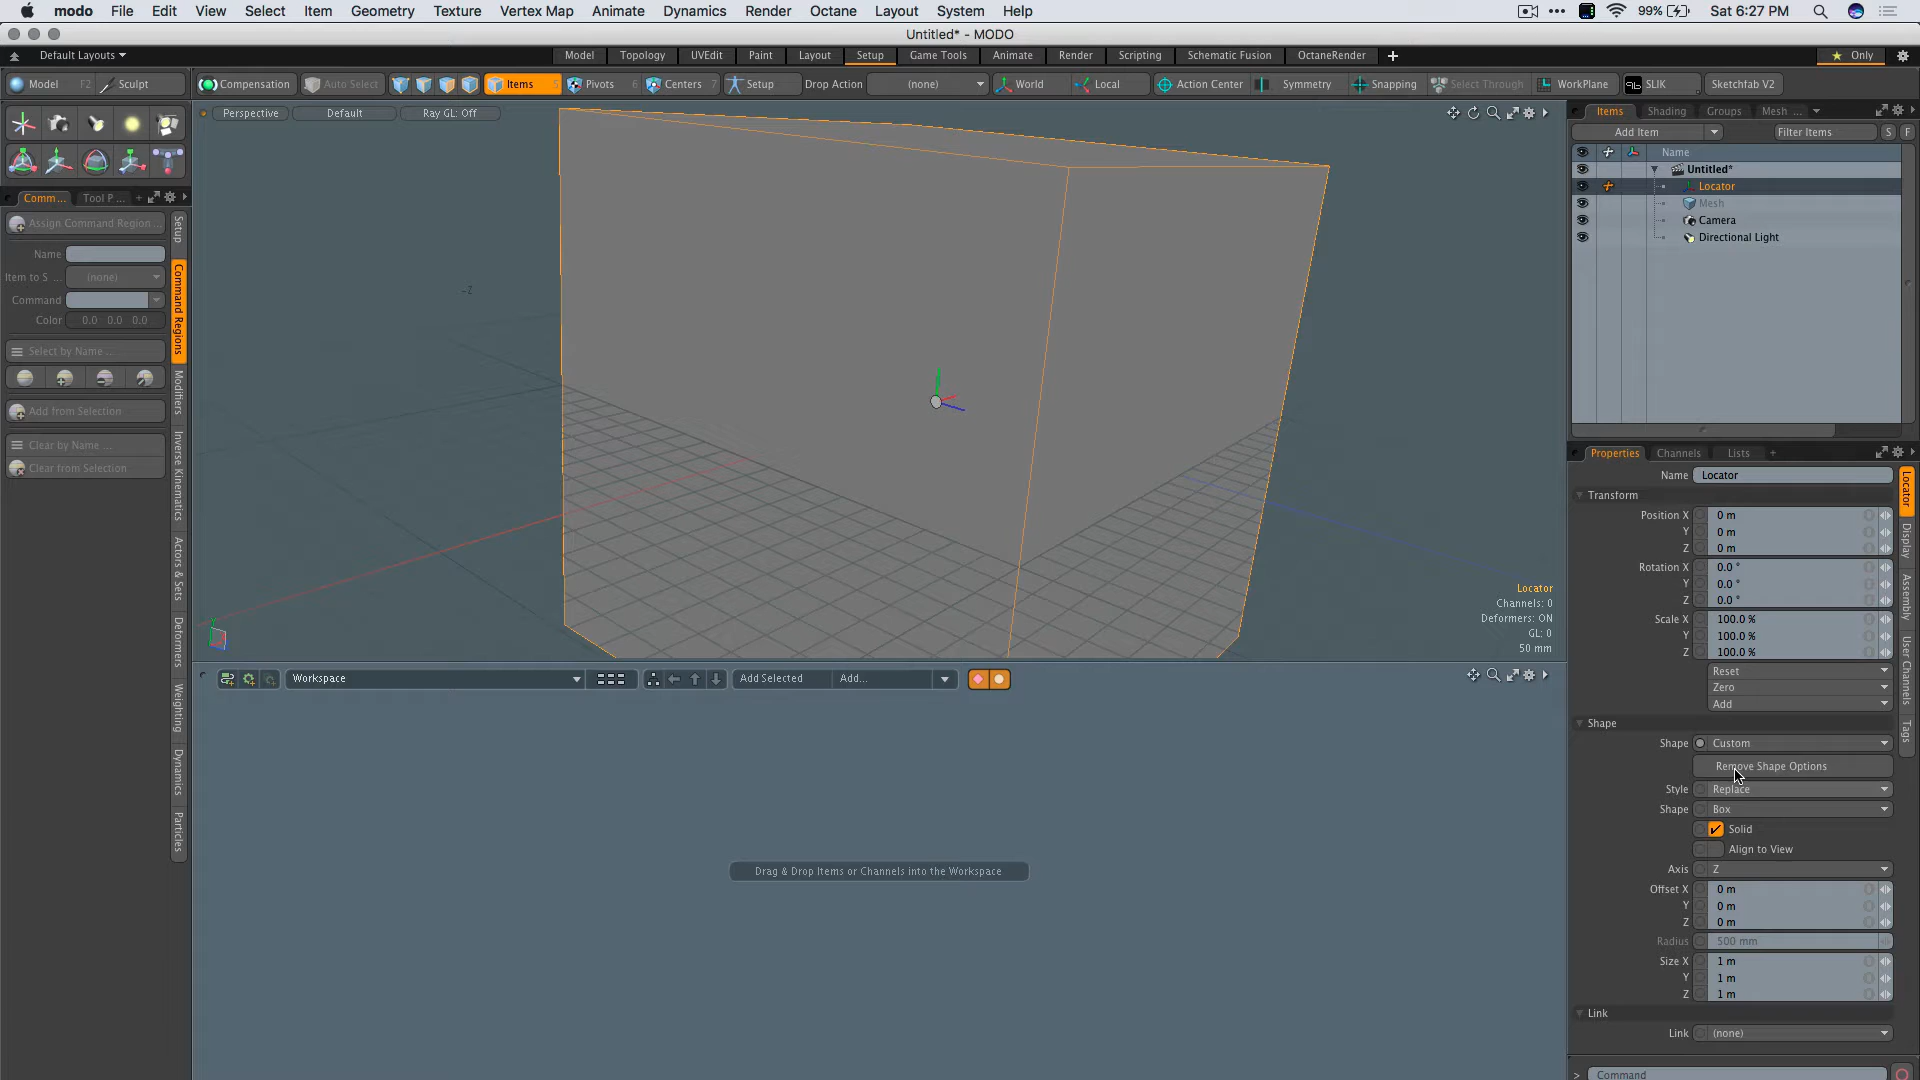 modo File Edit View Select Item Geometry Texture Vertex Map Animate Dynamics Render Octane Layout System Help 99% Sat 6:27 PM
Untitled* - MODO
Default Layouts Model Topology UVEdit Paint Layout Setup Game Tools Animate Render Scripting Schematic Fusion OctaneRender + Only
Model F2 Sculpt Compensation Auto Select Items 5 Pivots 6 Centers 7 Setup Drop Action (none) World Local Action Center Symmetry Snapping Select Through WorkPlane SLIK Sketchfab V2
Perspective Default Ray GL: Off
Items Shading Groups Mesh ...
Add Item Filter Items S F
Name
Untitled*
Locator
Mesh
Camera
Directional Light
Comm... Tool P...
Assign Command Region...
Name
Item to S ... (none)
Command
Color 0.0 0.0 0.0
Select by Name ...
Add from Selection
Clear by Name ...
Clear from Selection
Setup
Command Regions
Modifiers
Inverse Kinematics
Actors & Sets
Deformers
Weighting
Dynamics
Particles
-Z
Y
Locator
Channels: 0
Deformers: ON
GL: 0
50 mm
Workspace Add Selected Add...
Drag & Drop Items or Channels into the Workspace
Properties Channels Lists +
Name Locator
Transform
Position X 0 m
Y 0 m
Z 0 m
Rotation X 0.0 °
Y 0.0 °
Z 0.0 °
Scale X 100.0 %
Y 100.0 %
Z 100.0 %
Reset
Zero
Add
Shape
Shape Custom
Remove Shape Options
Style Replace
Shape Box
Solid
Align to View
Axis Z
Offset X 0 m
Y 0 m
Z 0 m
Radius 500 mm
Size X 1 m
Y 1 m
Z 1 m
Link
Link (none)
> Command
Locator
Display
Assembly
User Channels
Tags